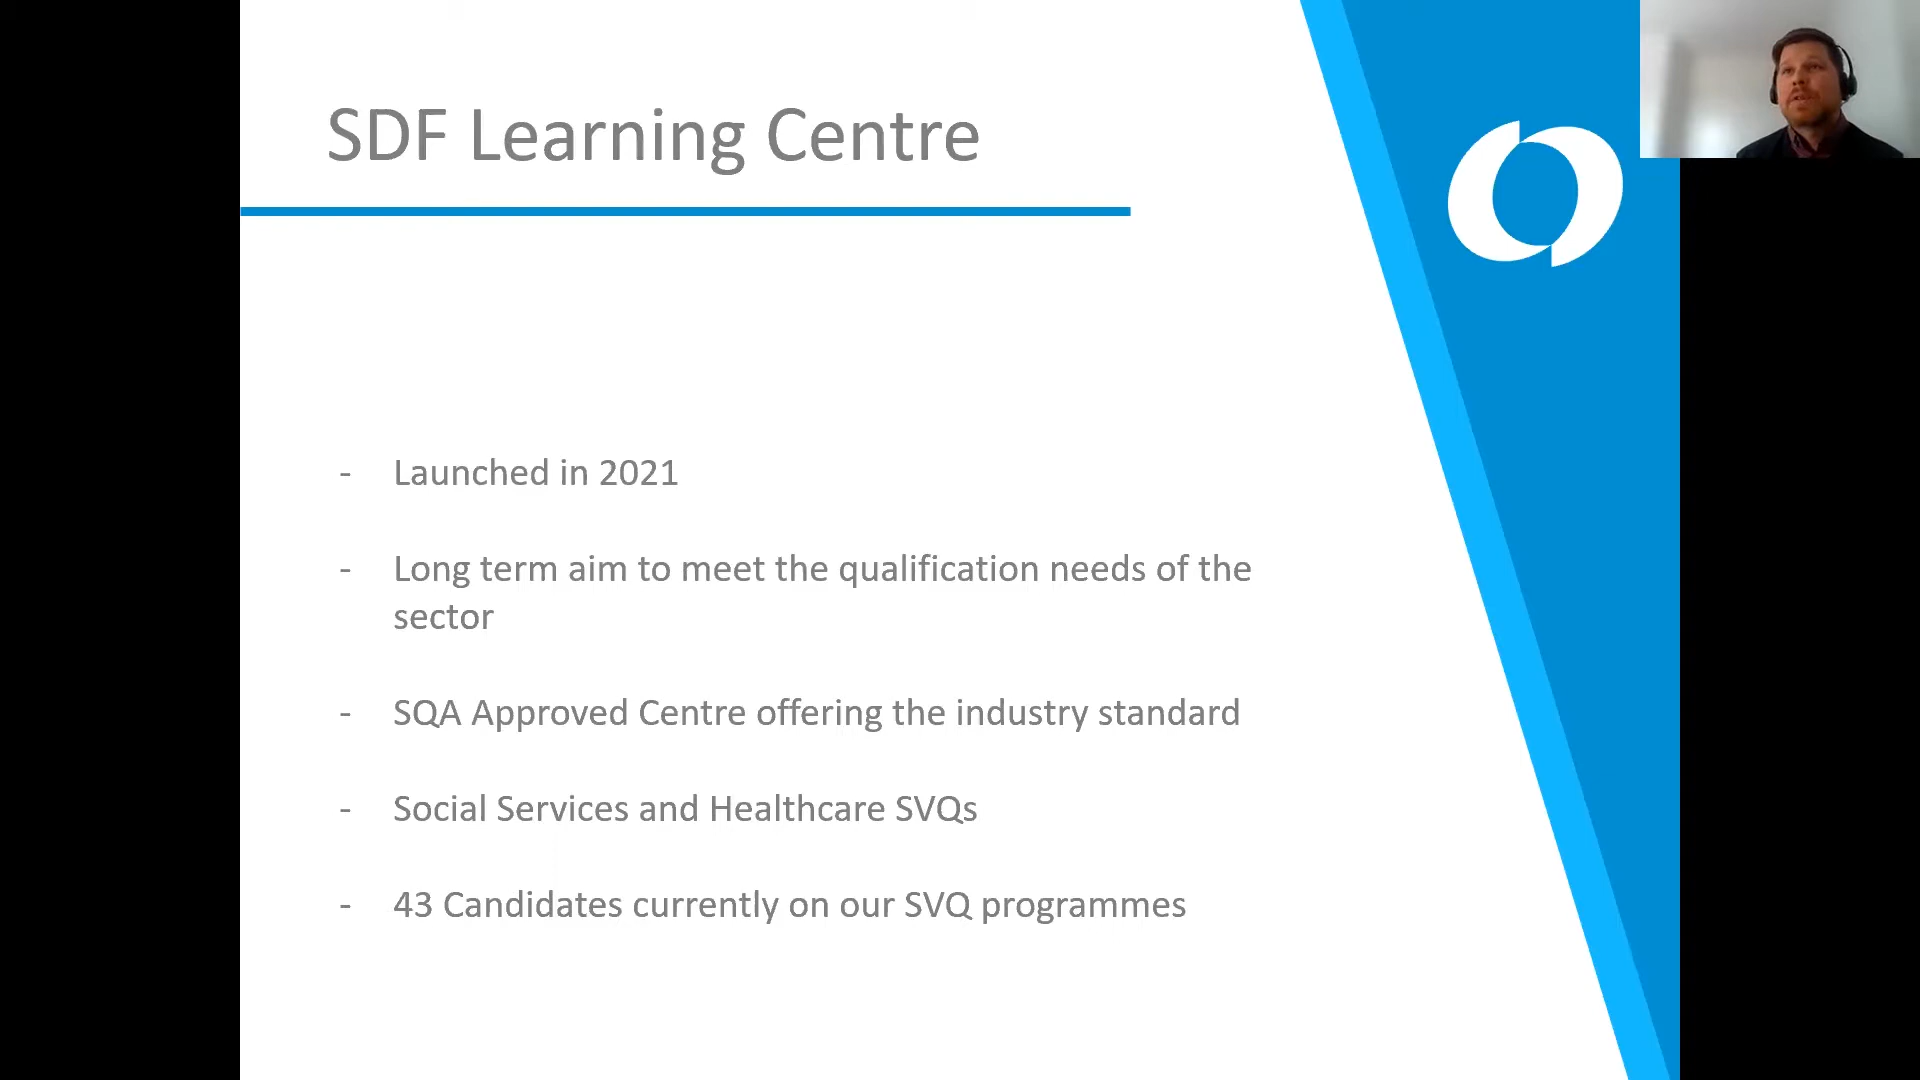 SDF Learning Centre
- Launched in 2021
- Long term aim to meet the qualification needs of the
sector
- SQA Approved Centre offering the industry standard
- Social Services and Healthcare SVQs
- 43 Candidates currently on our SVQ programmes